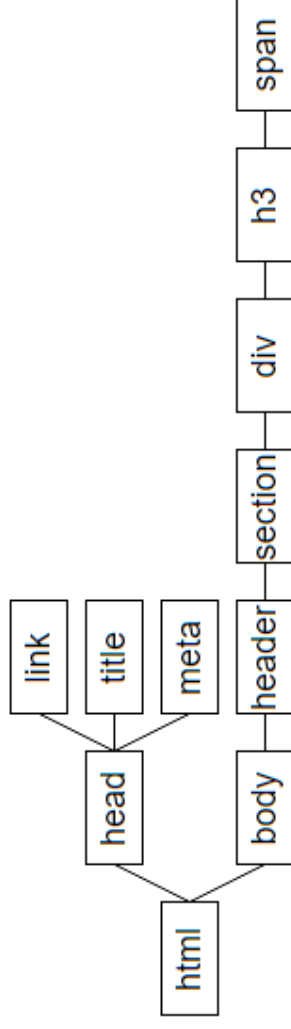 html
head
body
link
title
meta
header
section
div
h3
span